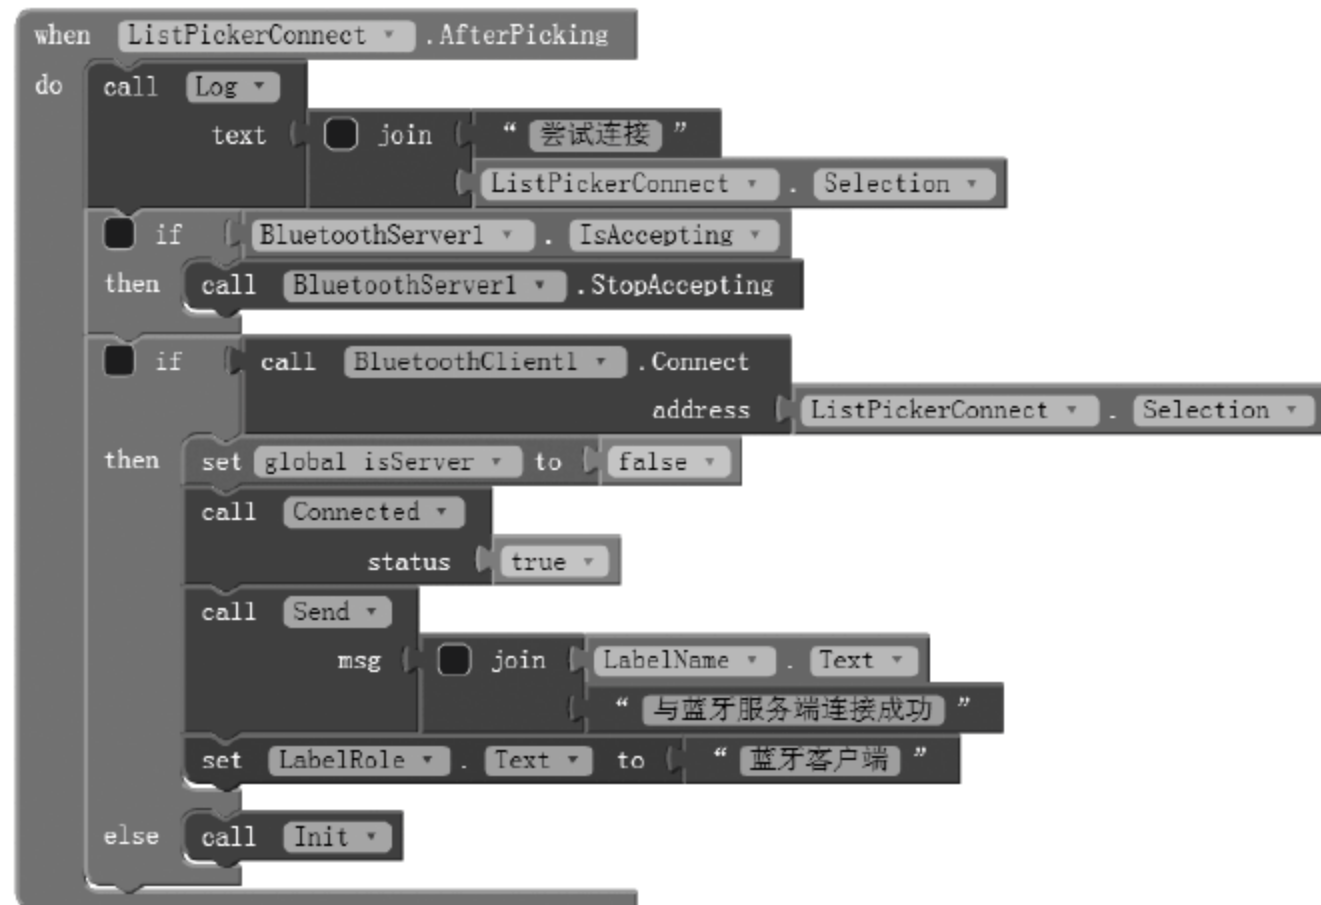 when ListPickerConnect .AfterPicking
do call Log
text join “ 尝试连接 ”
ListPickerConnect . Selection
if BluetoothServer1 . IsAccepting
then call BluetoothServer1 .StopAccepting
if call BluetoothClient1 .Connect
address ListPickerConnect . Selection
then set global isServer to false
call Connected
status true
call Send
msg join LabelName . Text
“ 与蓝牙服务端连接成功 ”
set LabelRole . Text to “ 蓝牙客户端 ”
else call Init